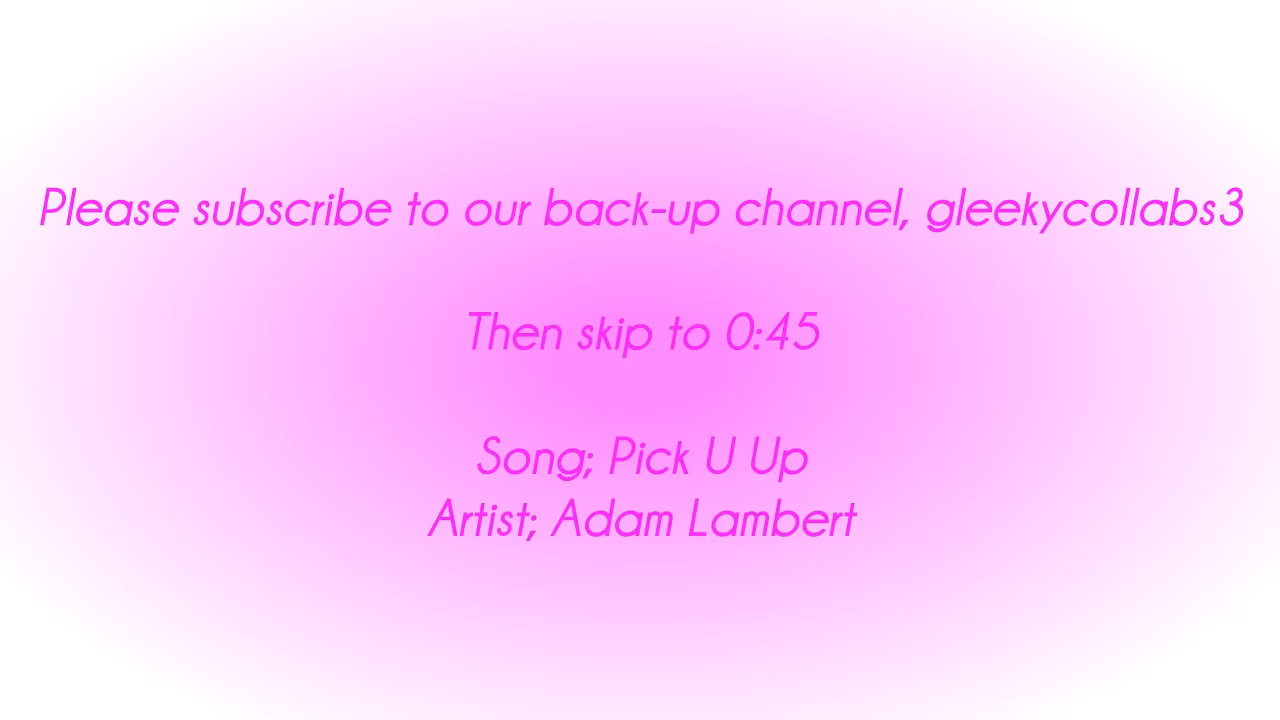 Please subscribe to our back-up channel, gleekycollabs3
Then skip to 0:45
Song; Pick U Up
Artist; Adam Lambert